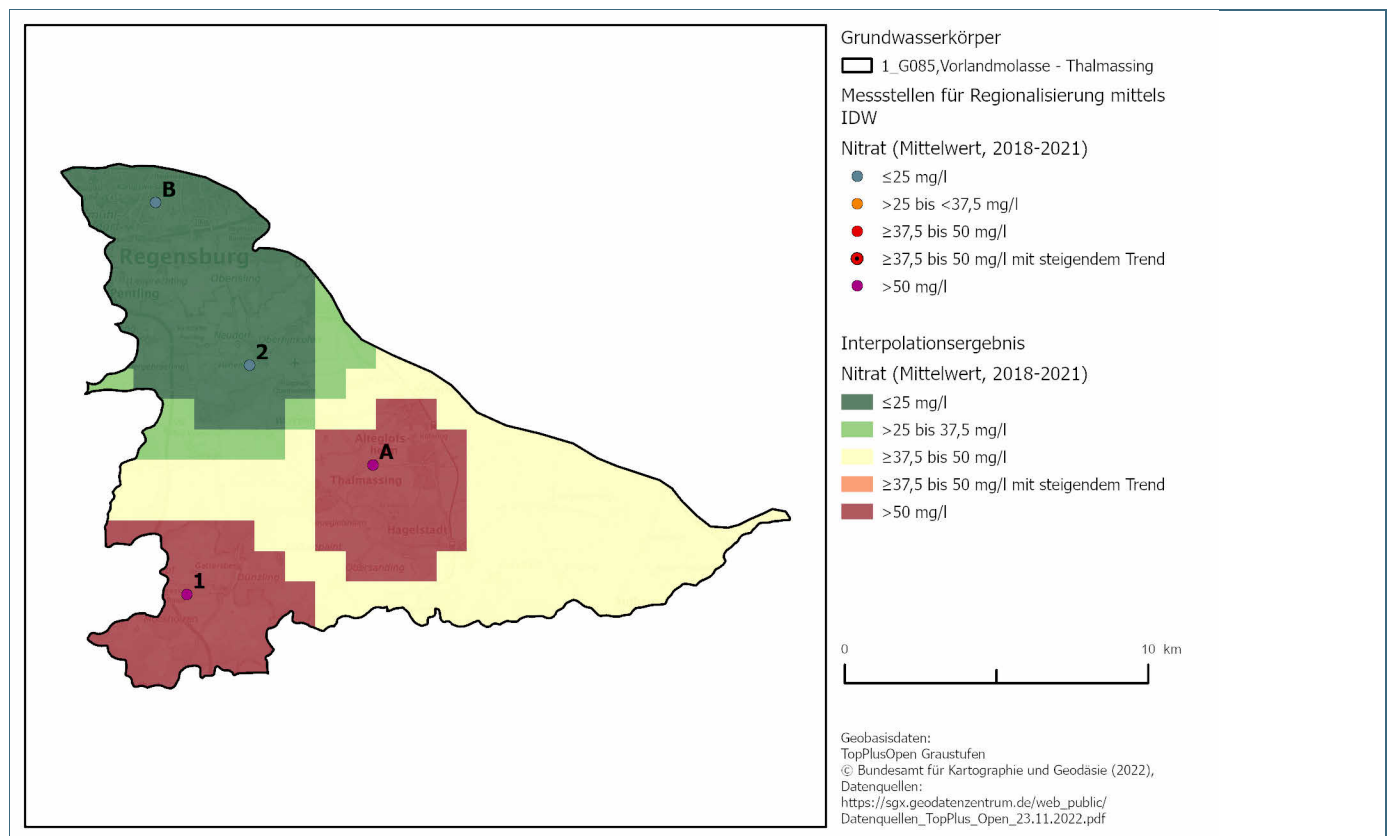 B
Regensburg
Pentling
Obersling
Neudorf
2
A
Thalmassing
Hagelstadt
1
Grundwasserkörper
1_G085,Vorlandmolasse - Thalmassing
Messstellen für Regionalisierung mittels
IDW
Nitrat (Mittelwert, 2018-2021)
≤25 mg/l
>25 bis <37,5 mg/l
≥37,5 bis 50 mg/l
≥37,5 bis 50 mg/l mit steigendem Trend
>50 mg/l
Interpolationsergebnis
Nitrat (Mittelwert, 2018-2021)
≤25 mg/l
>25 bis 37,5 mg/l
≥37,5 bis 50 mg/l
≥37,5 bis 50 mg/l mit steigendem Trend
>50 mg/l
0 10 km
Geobasisdaten:
TopPlusOpen Graustufen
© Bundesamt für Kartographie und Geodäsie (2022),
Datenquellen:
https://sgx.geodatenzentrum.de/web_public/
Datenquellen_TopPlus_Open_23.11.2022.pdf